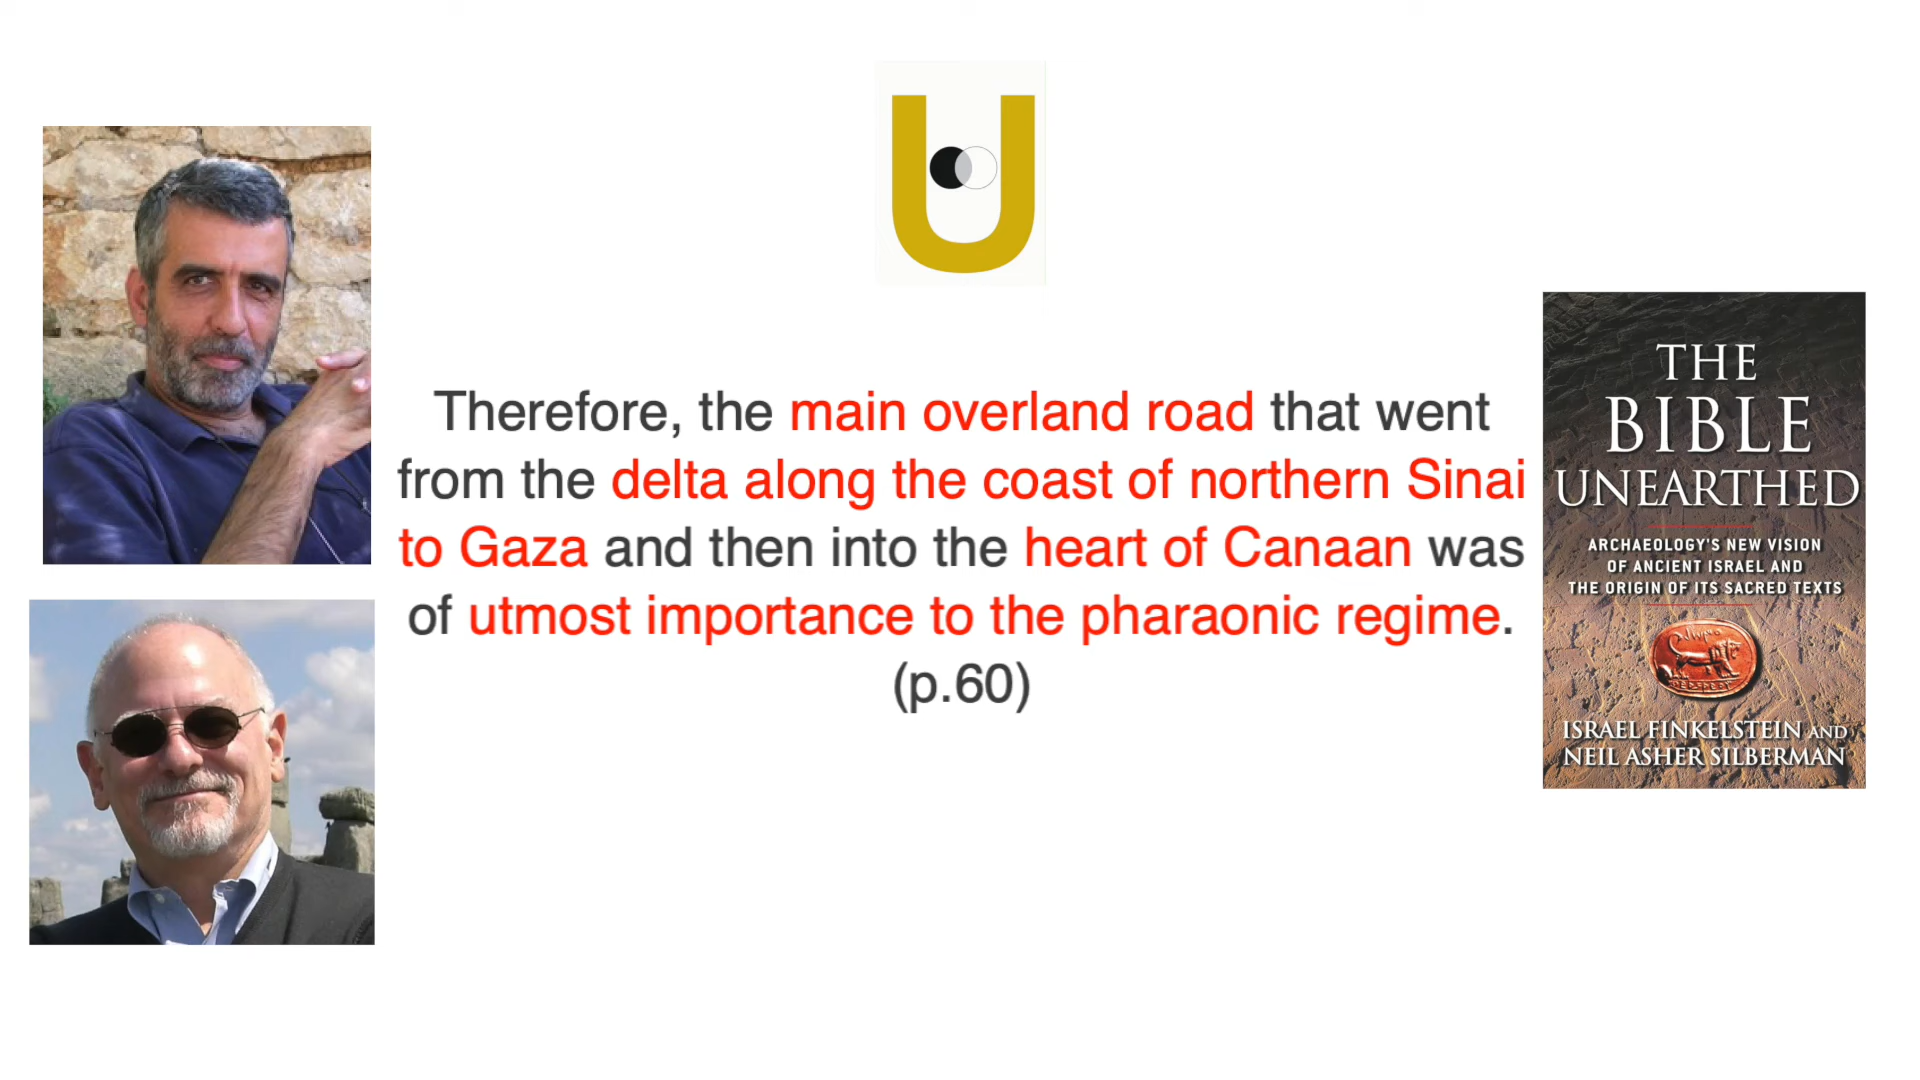 U
Therefore, the main overland road that went
from the delta along the coast of northern Sinai
to Gaza and then into the heart of Canaan was
of utmost importance to the pharaonic regime.
(p.60)
THE
BIBLE
UNEARTHED
ARCHAEOLOGY'S NEW VISION
OF ANCIENT ISRAEL AND
THE ORIGIN OF ITS SACRED TEXTS
ISRAEL FINKELSTEIN AND
NEIL ASHER SILBERMAN